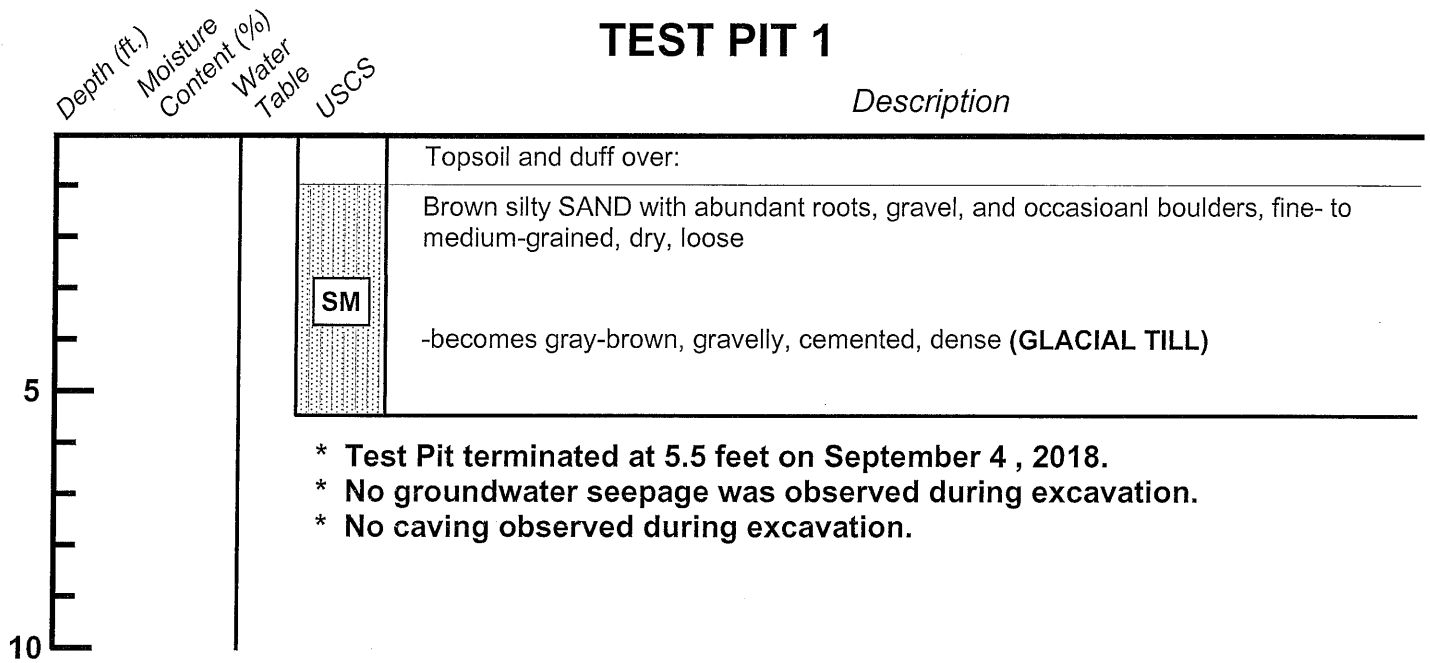 TEST PIT 1
Depth (ft.)
Moisture
Content (%)
Water
Table
USCS
Description
Topsoil and duff over:
Brown silty SAND with abundant roots, gravel, and occasioanl boulders, fine- to
medium-grained, dry, loose
SM
-becomes gray-brown, gravelly, cemented, dense (GLACIAL TILL)
5
* Test Pit terminated at 5.5 feet on September 4 , 2018.
* No groundwater seepage was observed during excavation.
* No caving observed during excavation.
10